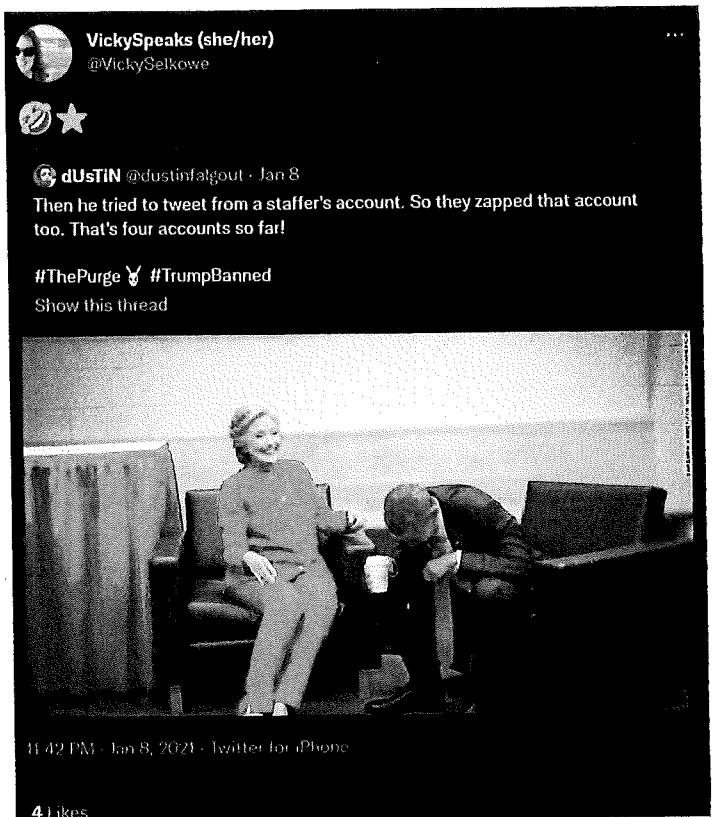 VickySpeaks (she/her)
@VickySelkowe
dUsTiN @dustinfalgout · Jan 8
Then he tried to tweet from a staffer's account. So they zapped that account
too. That's four accounts so far!
#ThePurge #TrumpBanned
Show this thread
11:42 PM · Jan 8, 2021 · Twitter for iPhone
4 Likes